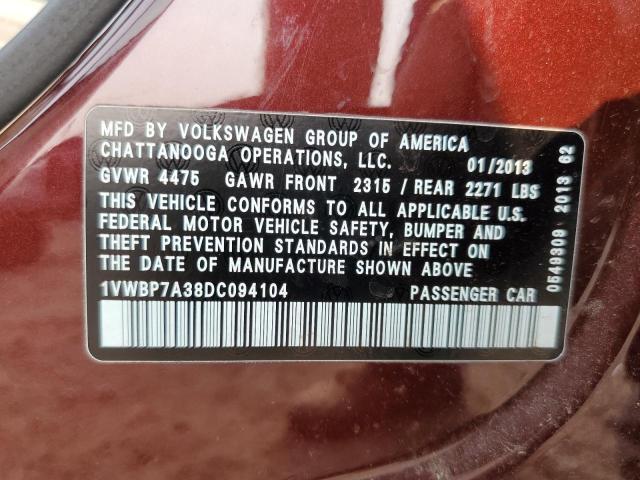 MFD BY VOLKSWAGEN GROUP OF AMERICA
CHATTANOOGA OPERATIONS, LLC. 01/2013
GVWR 4475 GAWR FRONT 2315 / REAR 2271 LBS
THIS VEHICLE CONFORMS TO ALL APPLICABLE U.S.
FEDERAL MOTOR VEHICLE SAFETY, BUMPER AND
THEFT PREVENTION STANDARDS IN EFFECT ON
THE DATE OF MANUFACTURE SHOWN ABOVE
1VWBP7A38DC094104 PASSENGER CAR
0549309 2013 62